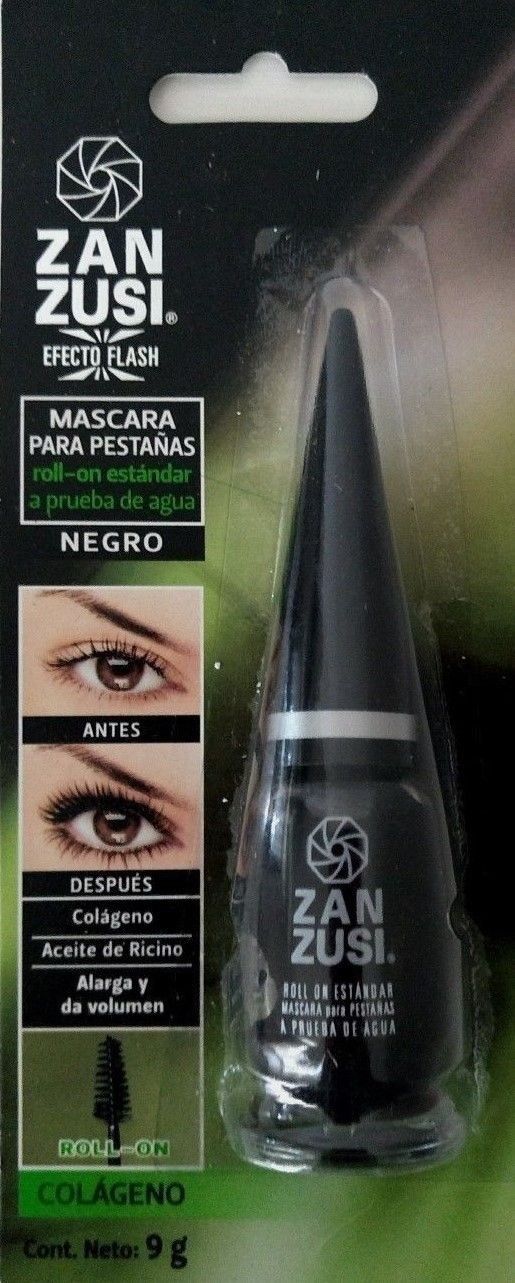 ZAN
ZUSI®
EFECTO FLASH
MASCARA
PARA PESTAÑAS
roll-on estándar
a prueba de agua
NEGRO
ANTES
DESPUÉS
Colágeno
Aceite de Ricino
Alarga y
da volumen
ROLL-ON
COLÁGENO
Cont. Neto: 9 g
ZAN
ZUSI®
ROLL ON ESTÁNDAR
MASCARA para PESTAÑAS
A PRUEBA DE AGUA